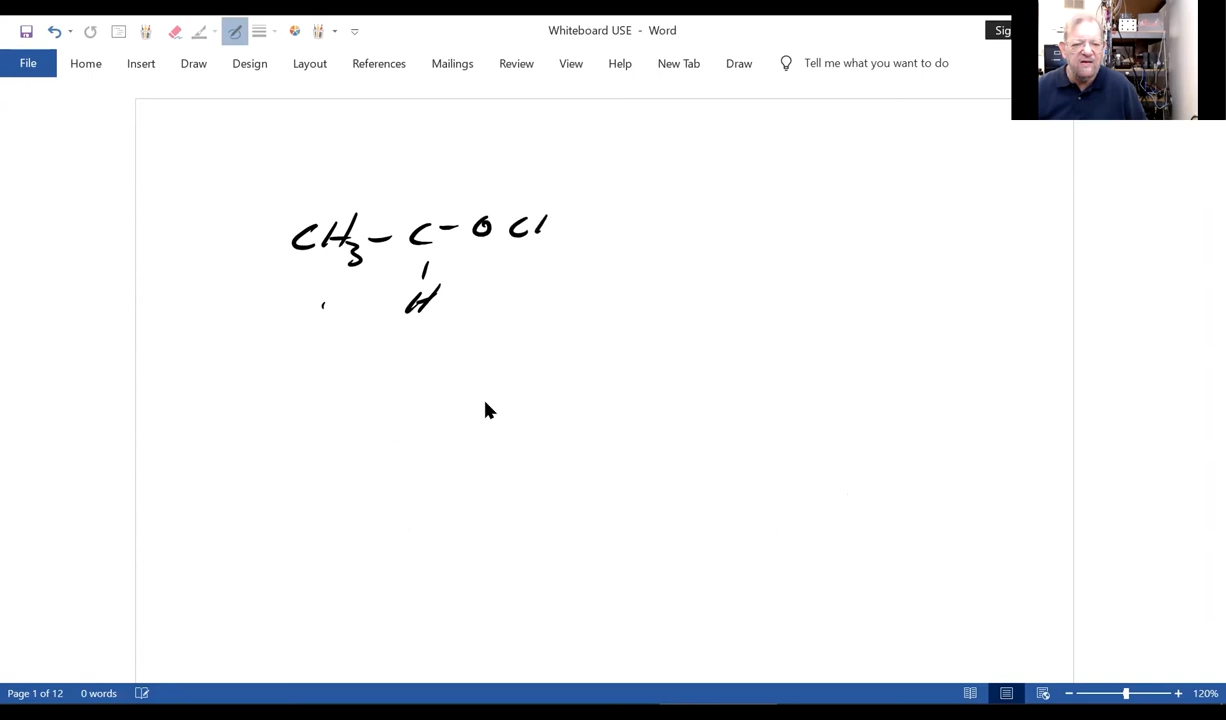 Whiteboard USE - Word
File Home Insert Draw Design Layout References Mailings Review View Help New Tab Draw Tell me what you want to do
CH3 - C - O Cl
H
Page 1 of 12 0 words 120%